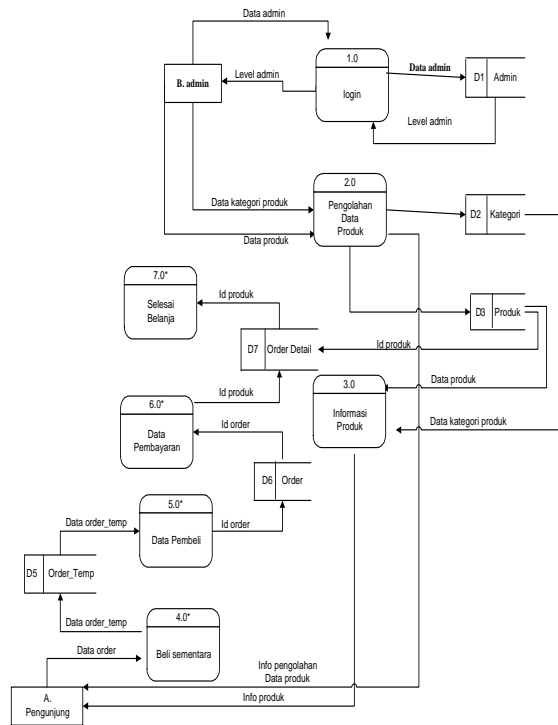 Data admin
1.0
login
Data admin
D1 Admin
B. admin
Level admin
Level admin
2.0
Pengolahan
Data
Produk
Data kategori produk
Data produk
D2 Kategori
7.0*
Selesai
Belanja
Id produk
D3 Produk
D7 Order Detail
Id produk
3.0
Informasi
Produk
Data produk
Id produk
6.0*
Data
Pembayaran
Id order
Data kategori produk
D6 Order
5.0*
Data Pembeli
Id order
Data order_temp
D5 Order_Temp
Data order_temp
4.0*
Beli sementara
Data order
Info pengolahan
Data produk
A.
Pengunjung
Info produk